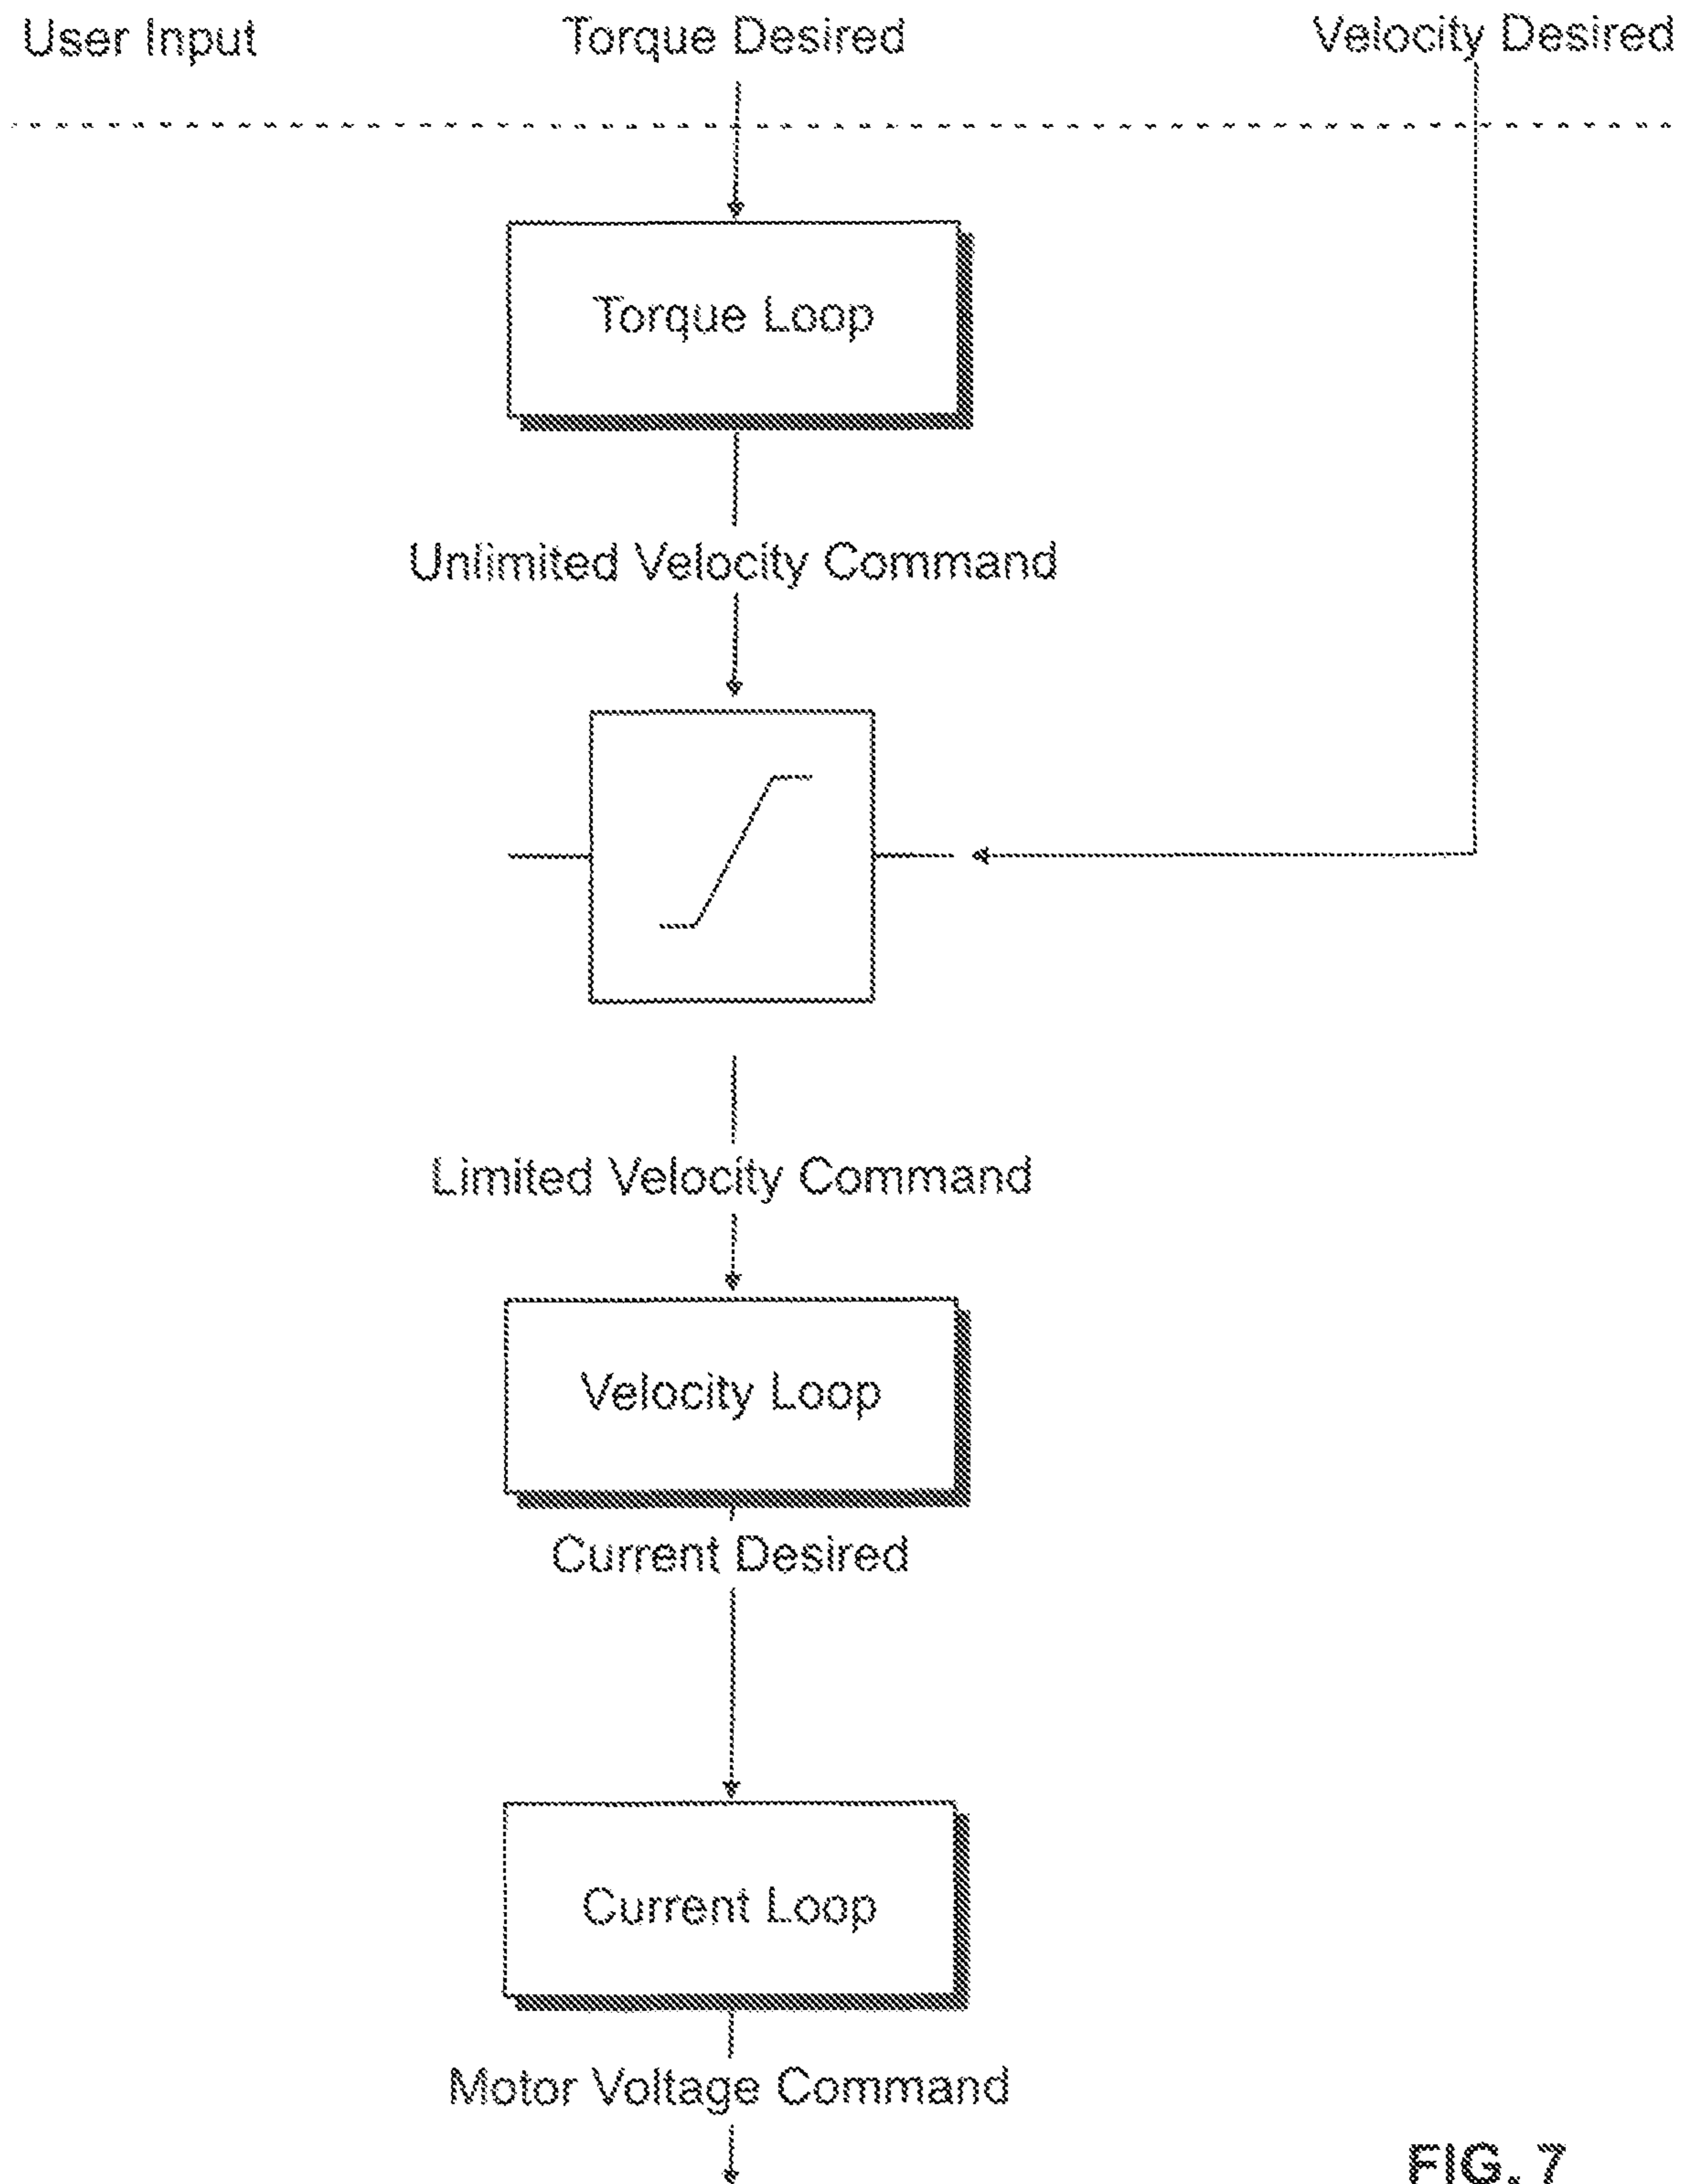 User Input
Torque Desired
Velocity Desired
Torque Loop
Unlimited Velocity Command
Limited Velocity Command
Velocity Loop
Current Desired
Current Loop
Motor Voltage Command
FIG. 7